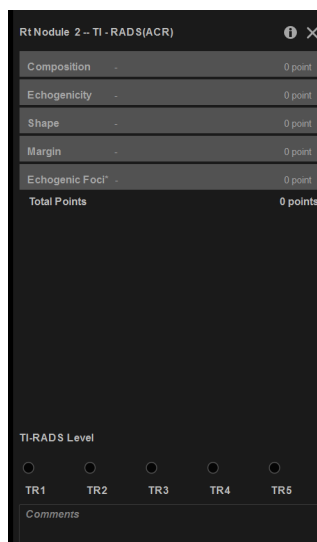 Rt Nodule 2 -- TI - RADS(ACR)
Composition - 0 point
Echogenicity - 0 point
Shape - 0 point
Margin - 0 point
Echogenic Foci* - 0 point
Total Points 0 points
TI-RADS Level
TR1 TR2 TR3 TR4 TR5
Comments